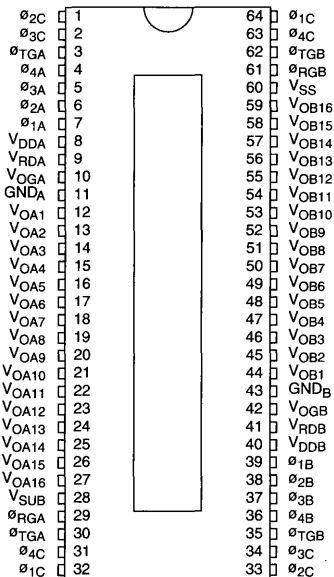 ø2C 1 64 ø1C
ø3C 2 63 ø4C
øTGA 3 62 øTGB
ø4A 4 61 øRGB
ø3A 5 60 VSS
ø2A 6 59 VOB16
ø1A 7 58 VOB15
VDDA 8 57 VOB14
VRDA 9 56 VOB13
VOGA 10 55 VOB12
GNDA 11 54 VOB11
VOA1 12 53 VOB10
VOA2 13 52 VOB9
VOA3 14 51 VOB8
VOA4 15 50 VOB7
VOA5 16 49 VOB6
VOA6 17 48 VOB5
VOA7 18 47 VOB4
VOA8 19 46 VOB3
VOA9 20 45 VOB2
VOA10 21 44 VOB1
VOA11 22 43 GNDB
VOA12 23 42 VOGB
VOA13 24 41 VRDB
VOA14 25 40 VDDB
VOA15 26 39 ø1B
VOA16 27 38 ø2B
VSUB 28 37 ø3B
øRGA 29 36 ø4B
øTGA 30 35 øTGB
ø4C 31 34 ø3C
ø1C 32 33 ø2C